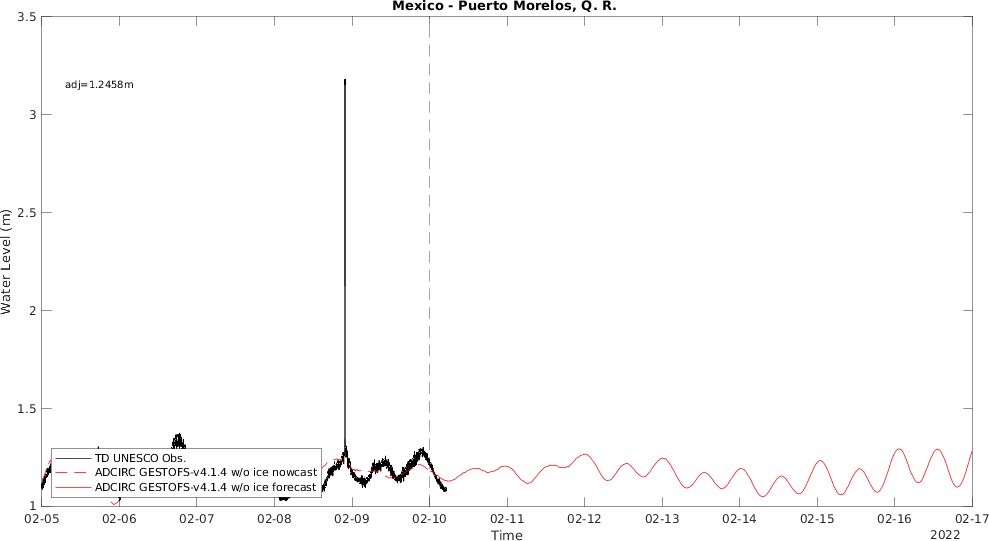 Mexico - Puerto Morelos, Q. R.
3.5
adj=1.2458m
3
2.5
Water Level (m)
2
1.5
TD UNESCO Obs.
ADCIRC GESTOFS-v4.1.4 w/o ice nowcast
ADCIRC GESTOFS-v4.1.4 w/o ice forecast
1
02-05 02-06 02-07 02-08 02-09 02-10 02-11 02-12 02-13 02-14 02-15 02-16 02-17
Time
2022